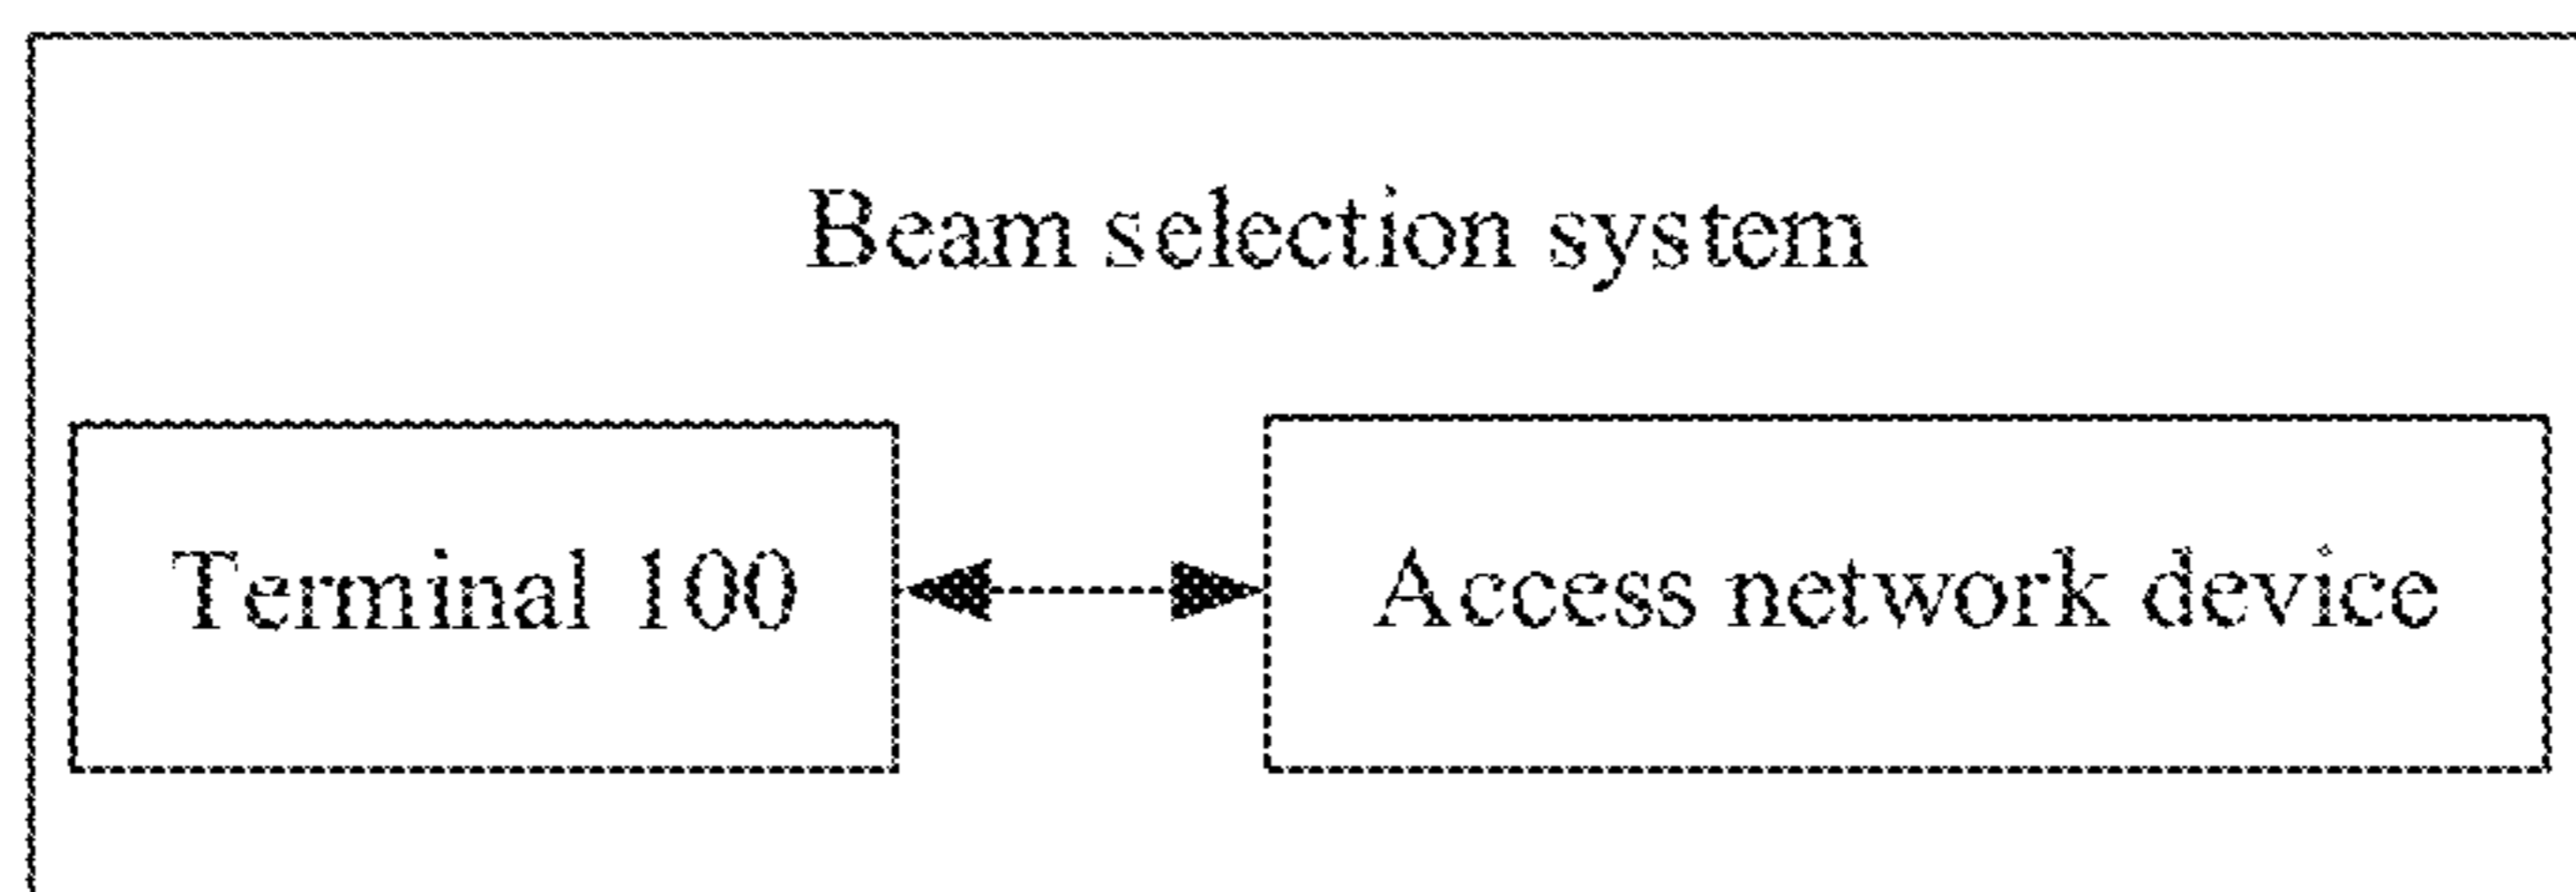 Beam selection system
Terminal 100
Access network device